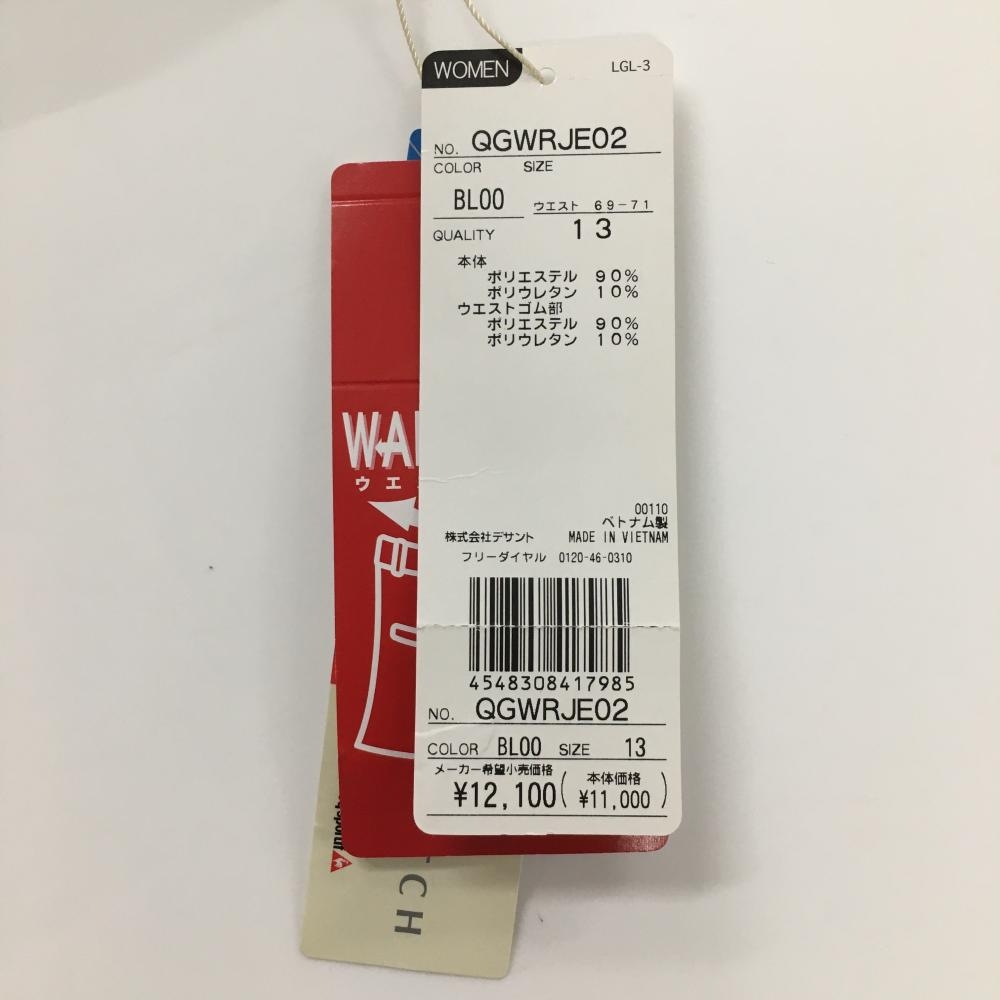 WOMEN LGL-3
NO. QGWRJE02
COLOR SIZE
BL00 ウエスト 69-71
QUALITY 13
本体
ポリエステル 90%
ポリウレタン 10%
ウエストゴム部
ポリエステル 90%
ポリウレタン 10%
00110
ベトナム製
株式会社デサント MADE IN VIETNAM
フリーダイヤル 0120-46-0310
4548308417985
NO. QGWRJE02
COLOR BL00 SIZE 13
メーカー希望小売価格
¥12,100 (本体価格 ¥11,000)
ウエ
CH